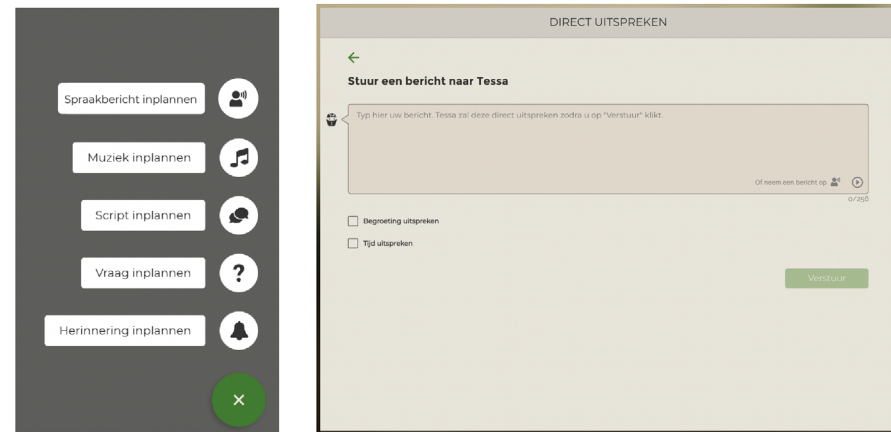 Spraakbericht inplannen
Muziek inplannen
Script inplannen
Vraag inplannen
Herinnering inplannen
DIRECT UITSPREKEN
Stuur een bericht naar Tessa
Typ hier uw bericht. Tessa zal deze direct uitspreken zodra u op "Verstuur" klikt.
Of neem een bericht op
0/258
Begroeting uitspreken
Tijd uitspreken
Verstuur